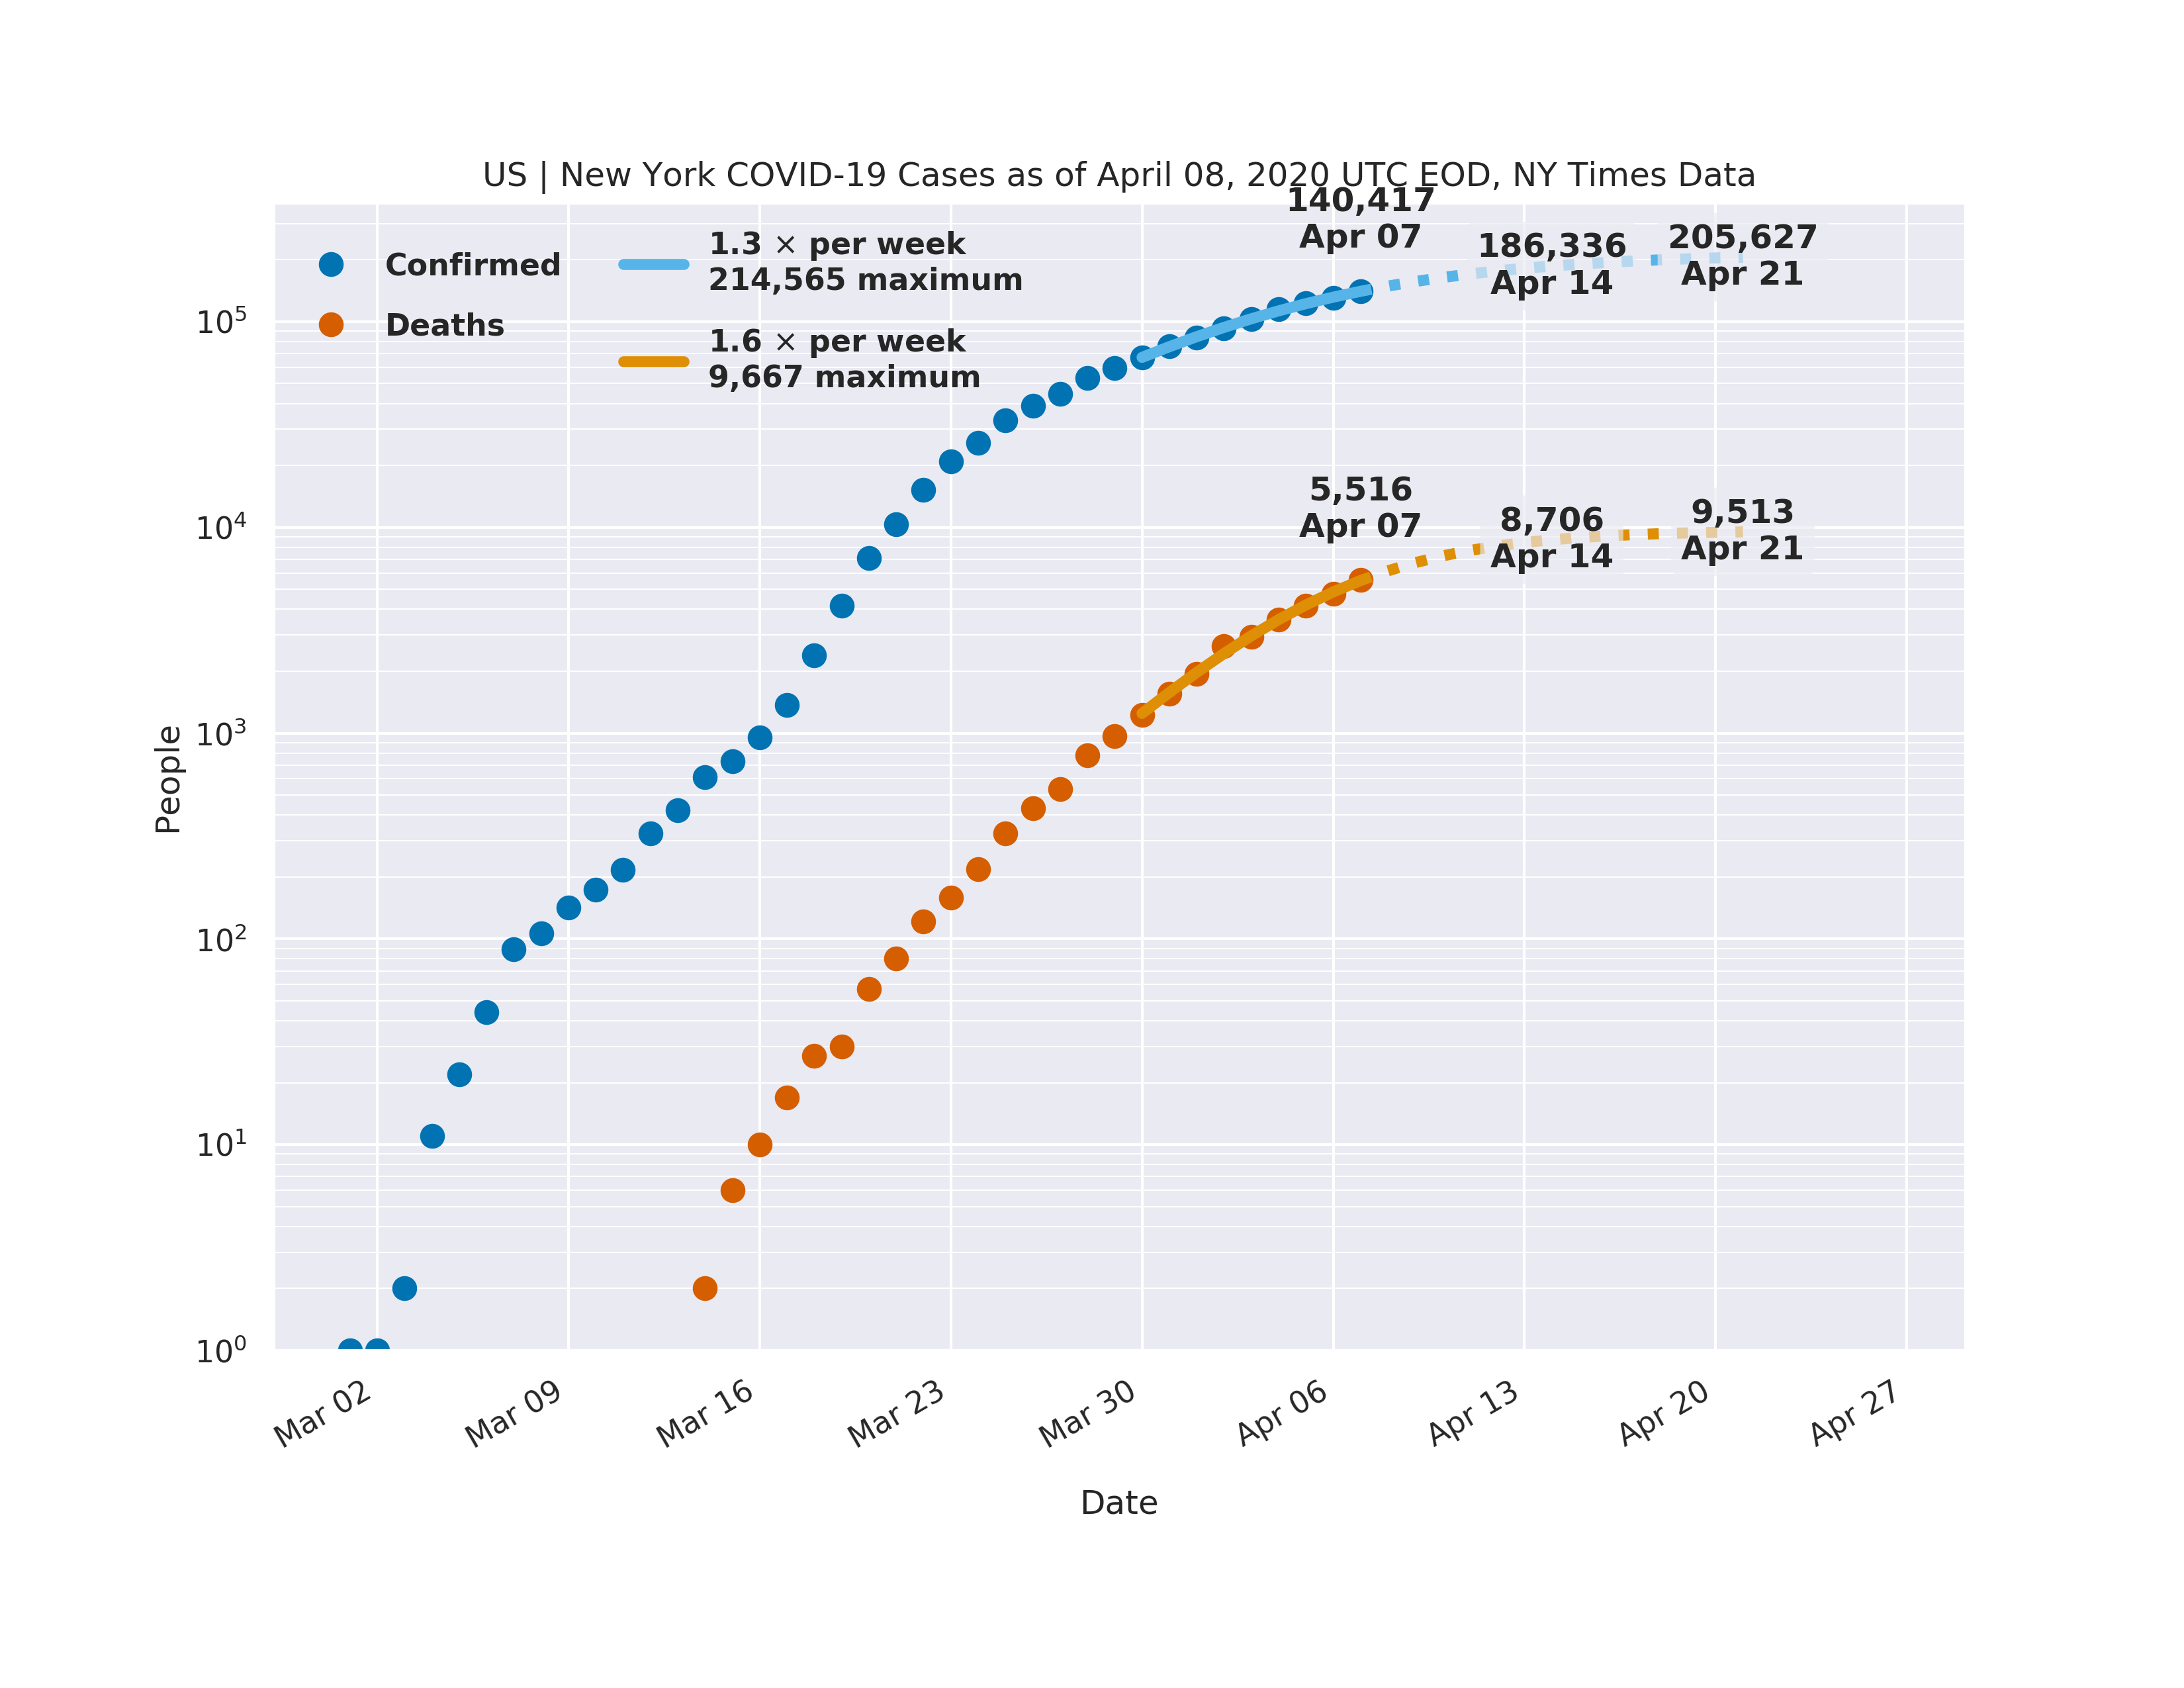 US | New York COVID-19 Cases as of April 08, 2020 UTC EOD, NY Times Data
Confirmed
Deaths
1.3 × per week
214,565 maximum
1.6 × per week
9,667 maximum
140,417
Apr 07
186,336
Apr 14
205,627
Apr 21
5,516
Apr 07
8,706
Apr 14
9,513
Apr 21
People
10⁵
10⁴
10³
10²
10¹
10⁰
Mar 02
Mar 09
Mar 16
Mar 23
Mar 30
Apr 06
Apr 13
Apr 20
Apr 27
Date